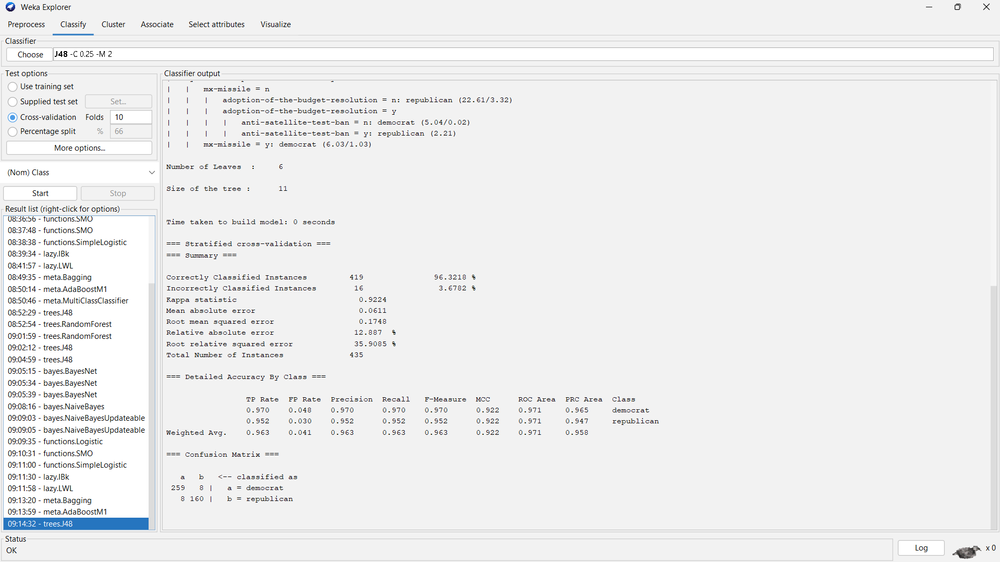 Weka Explorer
Preprocess Classify Cluster Associate Select attributes Visualize
Classifier
Choose J48 -C 0.25 -M 2
Test options
Use training set
Supplied test set Set...
Cross-validation Folds 10
Percentage split % 66
More options...
(Nom) Class
Start Stop
Result list (right-click for options)
08:36:56 - functions.SMO
08:37:48 - functions.SMO
08:38:38 - functions.SimpleLogistic
08:39:34 - lazy.IBk
08:41:57 - lazy.LWL
08:49:35 - meta.Bagging
08:50:14 - meta.AdaBoostM1
08:50:46 - meta.MultiClassClassifier
08:52:29 - trees.J48
08:52:54 - trees.RandomForest
09:01:59 - trees.RandomForest
09:02:12 - trees.J48
09:04:59 - trees.J48
09:05:15 - bayes.BayesNet
09:05:34 - bayes.BayesNet
09:05:39 - bayes.BayesNet
09:08:16 - bayes.NaiveBayes
09:09:03 - bayes.NaiveBayesUpdateable
09:09:05 - bayes.NaiveBayesUpdateable
09:09:35 - functions.Logistic
09:10:31 - functions.SMO
09:11:00 - functions.SimpleLogistic
09:11:30 - lazy.IBk
09:11:58 - lazy.LWL
09:13:20 - meta.Bagging
09:13:59 - meta.AdaBoostM1
09:14:32 - trees.J48
Classifier output
|   |   mx-missile = n
|   |   |   adoption-of-the-budget-resolution = n: republican (22.61/3.32)
|   |   |   adoption-of-the-budget-resolution = y
|   |   |   |   anti-satellite-test-ban = n: democrat (5.04/0.02)
|   |   |   |   anti-satellite-test-ban = y: republican (2.21)
|   |   mx-missile = y: democrat (6.03/1.03)
Number of Leaves  : 	6
Size of the tree : 	11
Time taken to build model: 0 seconds
=== Stratified cross-validation ===
=== Summary ===
Correctly Classified Instances 419 96.3218 %
Incorrectly Classified Instances 16 3.6782 %
Kappa statistic 0.9224
Mean absolute error 0.0611
Root mean squared error 0.1748
Relative absolute error 12.887 %
Root relative squared error 35.9085 %
Total Number of Instances 435
=== Detailed Accuracy By Class ===
TP Rate FP Rate Precision Recall F-Measure MCC ROC Area PRC Area Class
0.970 0.048 0.970 0.970 0.970 0.922 0.971 0.965 democrat
0.952 0.030 0.952 0.952 0.952 0.922 0.971 0.947 republican
Weighted Avg. 0.963 0.041 0.963 0.963 0.963 0.922 0.971 0.958
=== Confusion Matrix ===
a b <-- classified as
259 8 | a = democrat
8 160 | b = republican
Status
OK
Log
x 0